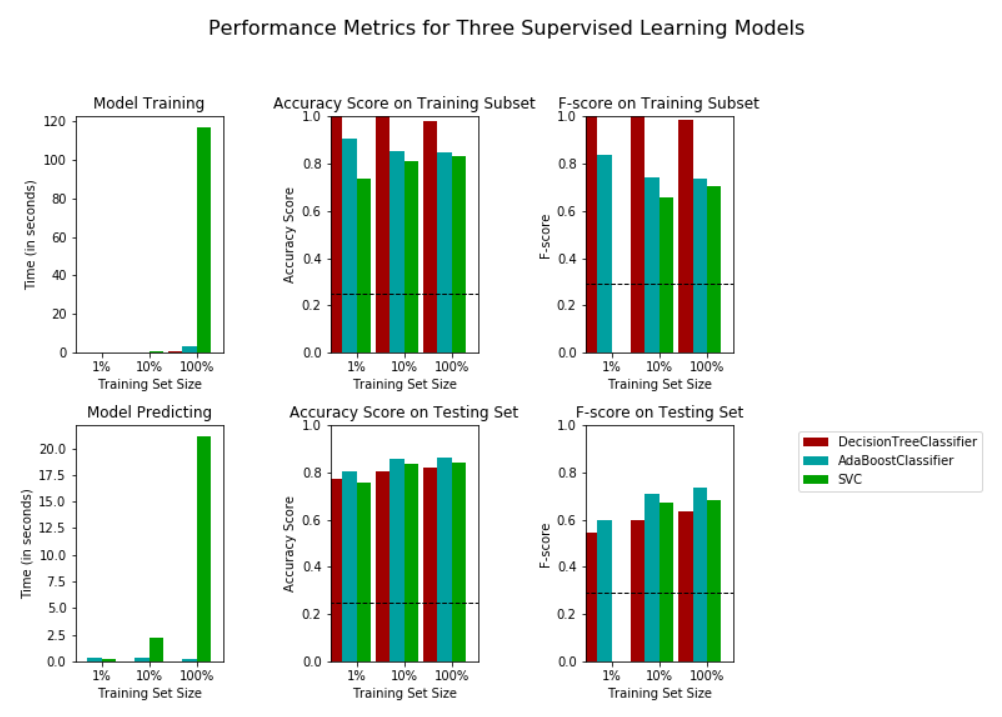 Performance Metrics for Three Supervised Learning Models
Model Training
120
100
80
60
40
20
0
Time (in seconds)
1% 10% 100%
Training Set Size
Accuracy Score on Training Subset
1.0
0.8
0.6
0.4
0.2
0.0
Accuracy Score
1% 10% 100%
Training Set Size
F-score on Training Subset
1.0
0.8
0.6
0.4
0.2
0.0
F-score
1% 10% 100%
Training Set Size
Model Predicting
20.0
17.5
15.0
12.5
10.0
7.5
5.0
2.5
0.0
Time (in seconds)
1% 10% 100%
Training Set Size
Accuracy Score on Testing Set
1.0
0.8
0.6
0.4
0.2
0.0
Accuracy Score
1% 10% 100%
Training Set Size
F-score on Testing Set
1.0
0.8
0.6
0.4
0.2
0.0
F-score
1% 10% 100%
Training Set Size
DecisionTreeClassifier
AdaBoostClassifier
SVC